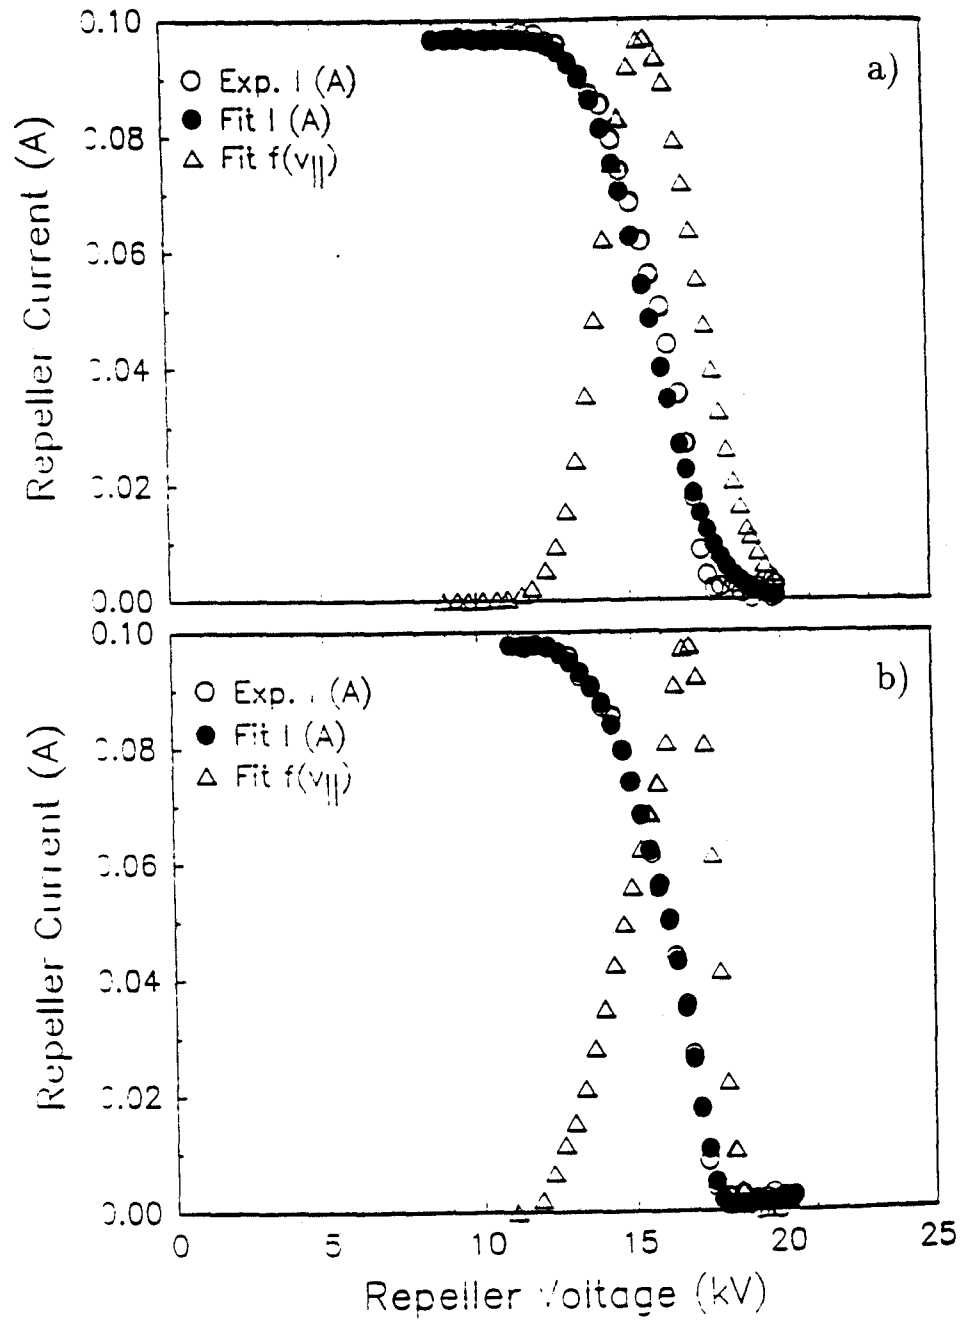 0.10
a)
Exp. I (A)
Fit I (A)
Fit f(v||)
0.08
0.06
0.04
0.02
0.00
Repeller Current (A)
0.10
b)
Exp. I (A)
Fit I (A)
Fit f(v||)
0.08
0.06
0.04
0.02
0.00
Repeller Current (A)
0 5 10 15 20 25
Repeller Voltage (kV)